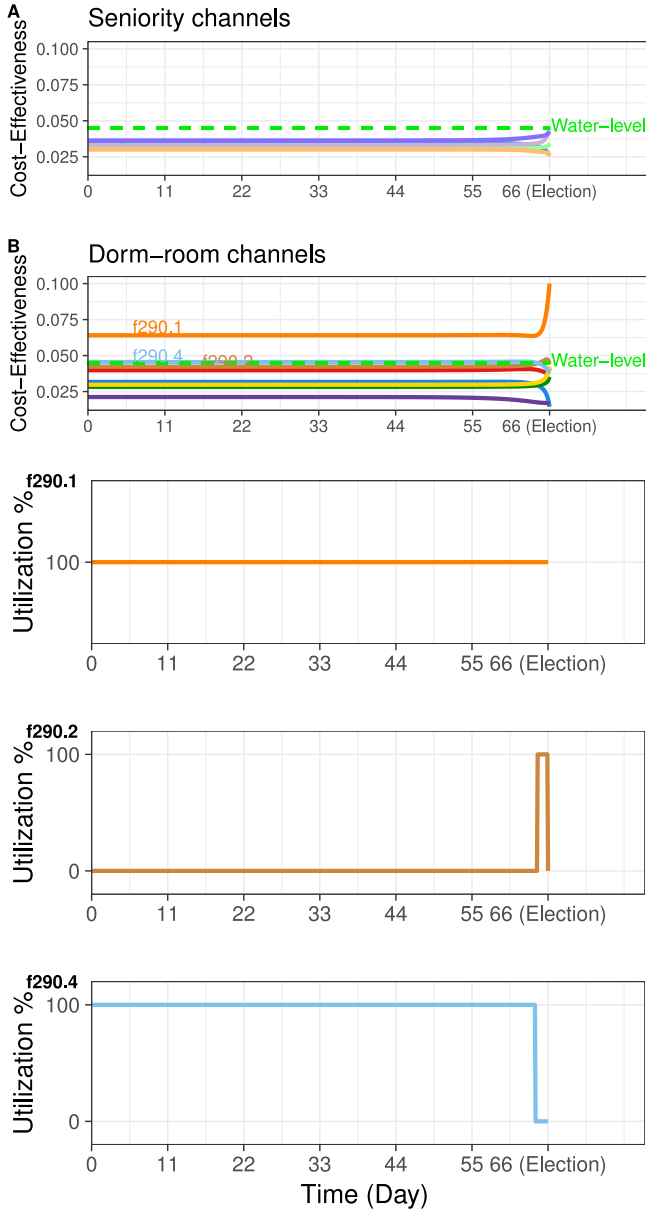 A
Seniority channels
Cost−Effectiveness
0.100
0.075
0.050
0.025
Water−level
0 11 22 33 44 55 66 (Election)
B
Dorm−room channels
Cost−Effectiveness
0.100
0.075
0.050
0.025
f290.1
f290.4
f290.2
Water−level
0 11 22 33 44 55 66 (Election)
f290.1
Utilization %
100
0 11 22 33 44 55 66 (Election)
f290.2
Utilization %
100
0
0 11 22 33 44 55 66 (Election)
f290.4
Utilization %
100
0
0 11 22 33 44 55 66 (Election)
Time (Day)